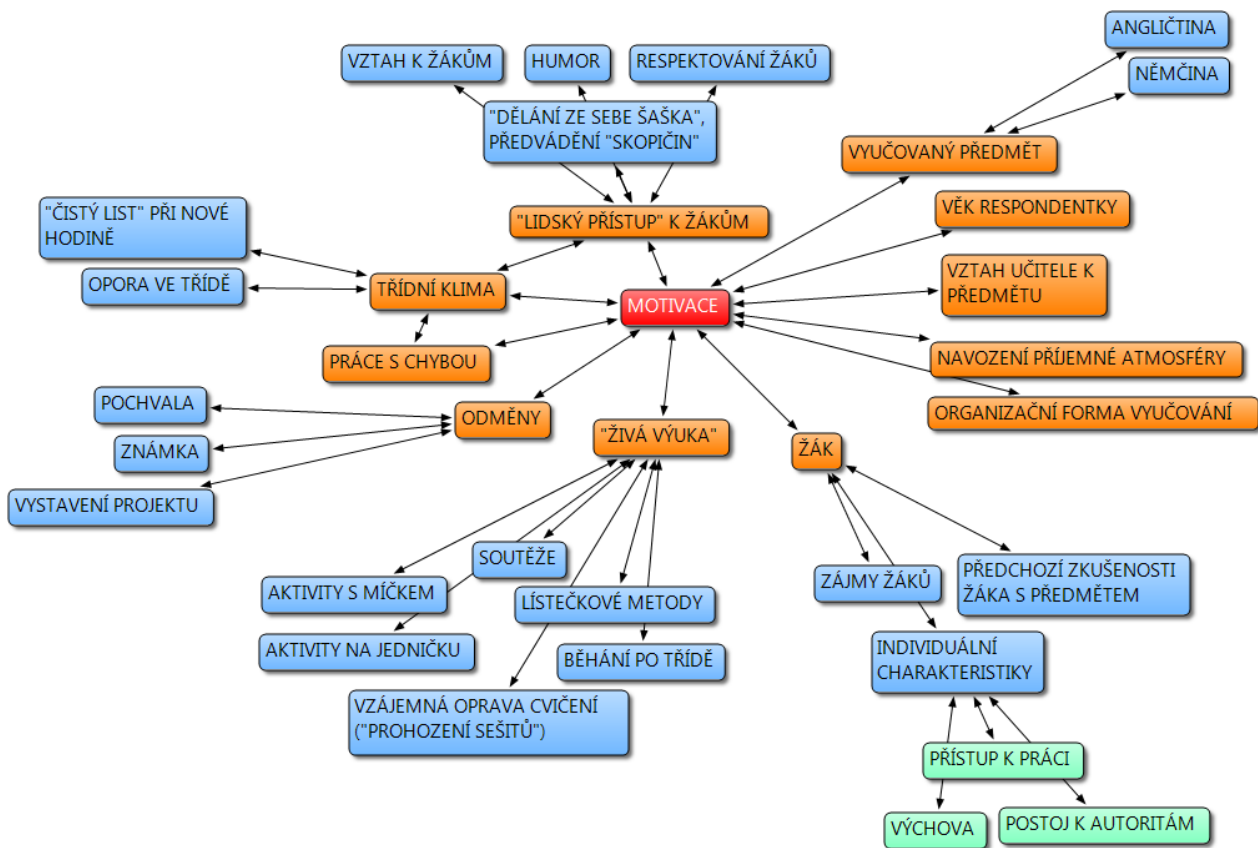 ANGLIČTINA
VZTAH K ŽÁKŮM
HUMOR
RESPEKTOVÁNÍ ŽÁKŮ
NĚMČINA
"DĚLÁNÍ ZE SEBE ŠAŠKA",
PŘEDVÁDĚNÍ "SKOPIČIN"
VYUČOVANÝ PŘEDMĚT
"ČISTÝ LIST" PŘI NOVÉ
HODINĚ
"LIDSKÝ PŘÍSTUP" K ŽÁKŮM
VĚK RESPONDENTKY
OPORA VE TŘÍDĚ
TŘÍDNÍ KLIMA
MOTIVACE
VZTAH UČITELE K
PŘEDMĚTU
PRÁCE S CHYBOU
NAVOZENÍ PŘÍJEMNÉ ATMOSFÉRY
POCHVALA
ODMĚNY
ORGANIZAČNÍ FORMA VYUČOVÁNÍ
ZNÁMKA
"ŽIVÁ VÝUKA"
ŽÁK
VYSTAVENÍ PROJEKTU
SOUTĚŽE
AKTIVITY S MÍČKEM
LÍSTEČKOVÉ METODY
ZÁJMY ŽÁKŮ
PŘEDCHOZÍ ZKUŠENOSTI
ŽÁKA S PŘEDMĚTEM
AKTIVITY NA JEDNIČKU
BĚHÁNÍ PO TŘÍDĚ
INDIVIDUÁLNÍ
CHARAKTERISTIKY
VZÁJEMNÁ OPRAVA CVIČENÍ
("PROHOZENÍ SEŠITŮ")
PŘÍSTUP K PRÁCI
VÝCHOVA
POSTOJ K AUTORITÁM